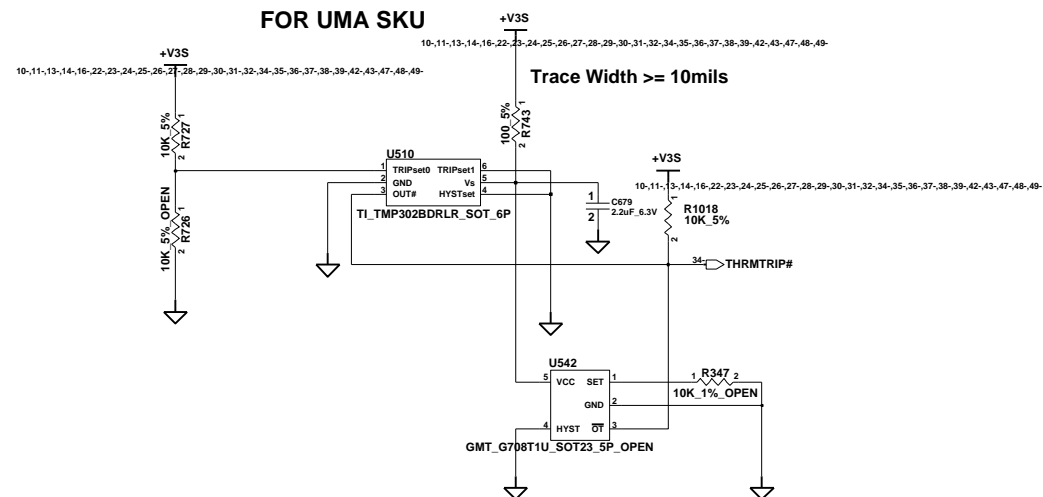 FOR UMA SKU
+V3S
10-,11-,13-,14-,16-,22-,23-,24-,25-,26-,27-,28-,29-,30-,31-,32-,34-,35-,36-,37-,38-,39-,42-,43-,47-,48-,49-
+V3S
10-,11-,13-,14-,16-,22-,23-,24-,25-,26-,27-,28-,29-,30-,31-,32-,34-,35-,36-,37-,38-,39-,42-,43-,47-,48-,49-
Trace Width >= 10mils
1
10K_5%
R727
2
1
100_5%
R743
2
U510
1 TRIPset0 TRIPset1 6
2 GND Vs 5
3 OUT# HYSTset 4
TI_TMP302BDRLR_SOT_6P
+V3S
10-,11-,13-,14-,16-,22-,23-,24-,25-,26-,27-,28-,29-,30-,31-,32-,34-,35-,36-,37-,38-,39-,42-,43-,47-,48-,49-
1
10K_5%_OPEN
R726
2
1
C679
2.2uF_6.3V
2
1
R1018
10K_5%
2
34-
THRMTRIP#
U542
5 VCC SET 1
GND 2
4 HYST OT 3
GMT_G708T1U_SOT23_5P_OPEN
1 R347 2
10K_1%_OPEN